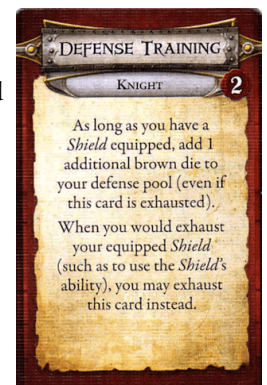 DEFENSE TRAINING
KNIGHT
2
As long as you have a
Shield equipped, add 1
additional brown die to
your defense pool (even if
this card is exhausted).
When you would exhaust
your equipped Shield
(such as to use the Shield's
ability), you may exhaust
this card instead.